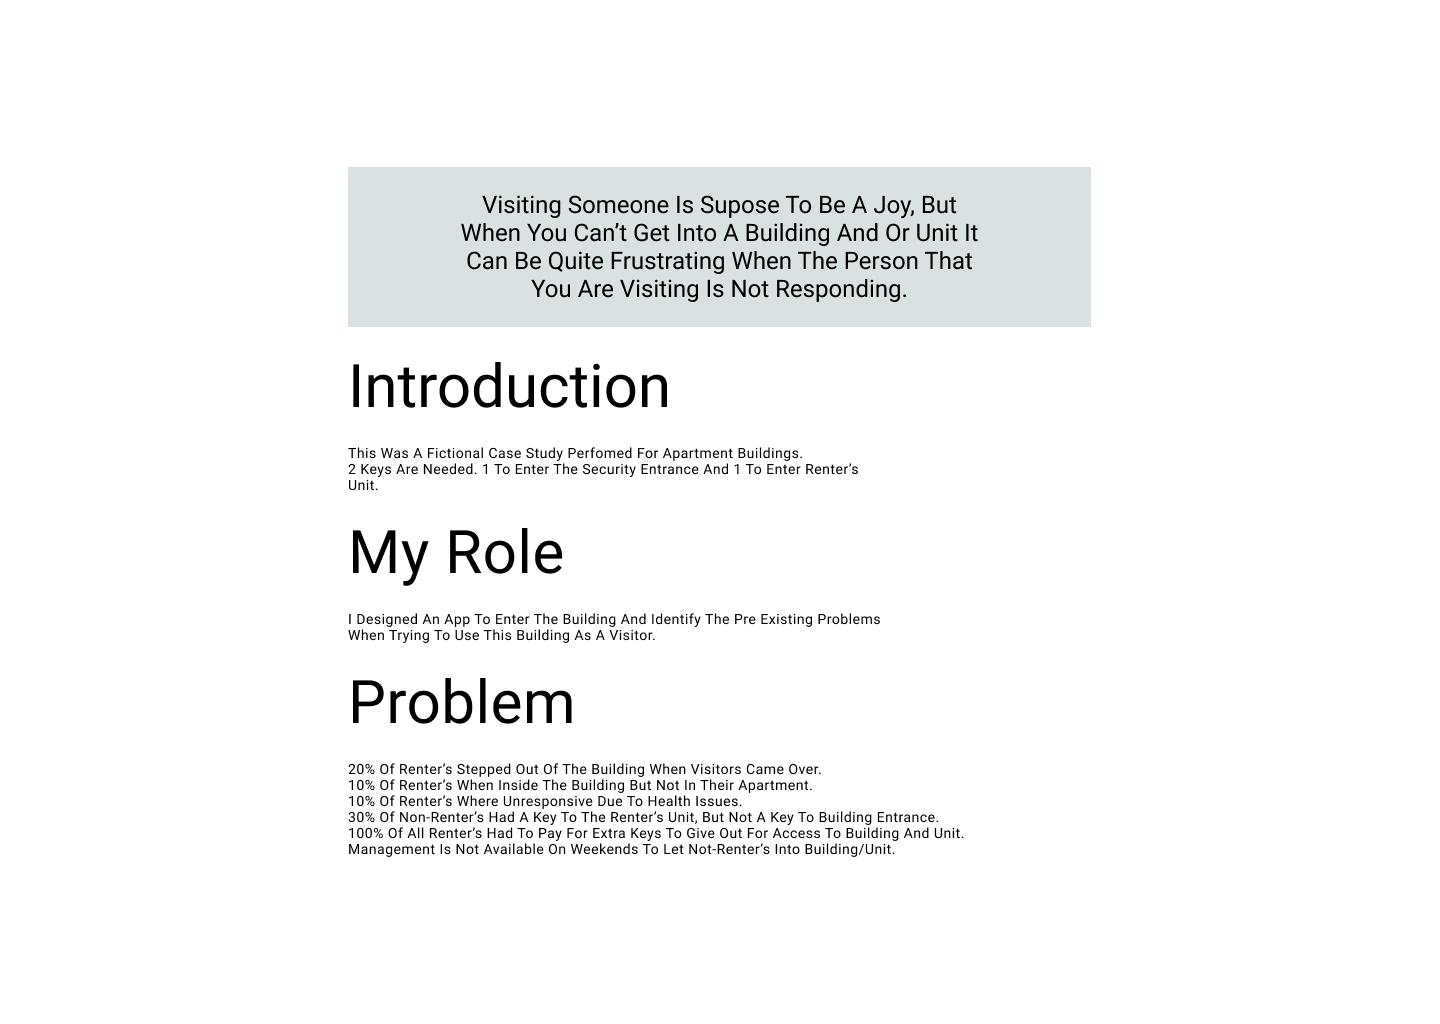 Visiting Someone Is Supose To Be A Joy, But
When You Can’t Get Into A Building And Or Unit It
Can Be Quite Frustrating When The Person That
You Are Visiting Is Not Responding.
Introduction
This Was A Fictional Case Study Perfomed For Apartment Buildings.
2 Keys Are Needed. 1 To Enter The Security Entrance And 1 To Enter Renter’s
Unit.
My Role
I Designed An App To Enter The Building And Identify The Pre Existing Problems
When Trying To Use This Building As A Visitor.
Problem
20% Of Renter’s Stepped Out Of The Building When Visitors Came Over.
10% Of Renter’s When Inside The Building But Not In Their Apartment.
10% Of Renter’s Where Unresponsive Due To Health Issues.
30% Of Non-Renter’s Had A Key To The Renter’s Unit, But Not A Key To Building Entrance.
100% Of All Renter’s Had To Pay For Extra Keys To Give Out For Access To Building And Unit.
Management Is Not Available On Weekends To Let Not-Renter’s Into Building/Unit.